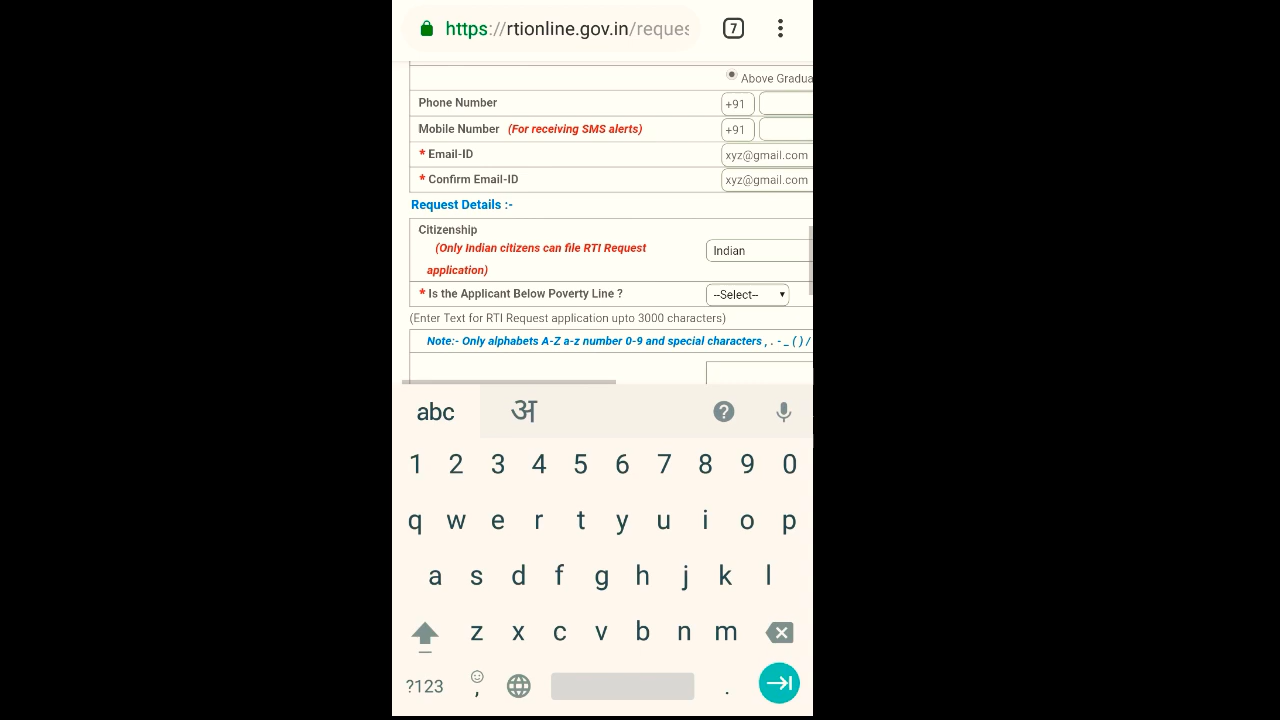 https://rtionline.gov.in/reques 7
Above Gradua
Phone Number +91
Mobile Number (For receiving SMS alerts) +91
* Email-ID xyz@gmail.com
* Confirm Email-ID xyz@gmail.com
Request Details :-
Citizenship
(Only Indian citizens can file RTI Request
application)
Indian
* Is the Applicant Below Poverty Line ? --Select--
(Enter Text for RTI Request application upto 3000 characters)
Note:- Only alphabets A-Z a-z number 0-9 and special characters , . - _ ( ) /
abc अ ?
1 2 3 4 5 6 7 8 9 0
q w e r t y u i o p
a s d f g h j k l
z x c v b n m
?123 , .